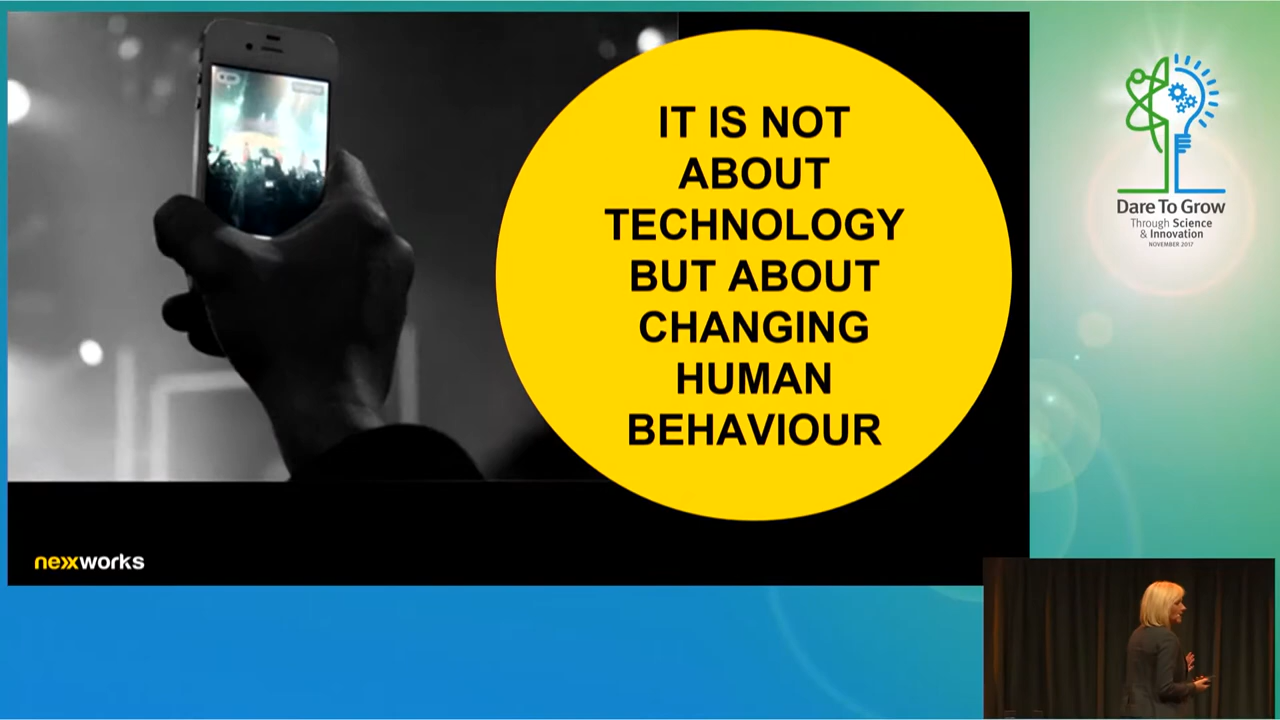 IT IS NOT
ABOUT
TECHNOLOGY
BUT ABOUT
CHANGING
HUMAN
BEHAVIOUR
nexxworks
Dare To Grow
Through Science
& Innovation
NOVEMBER 2017